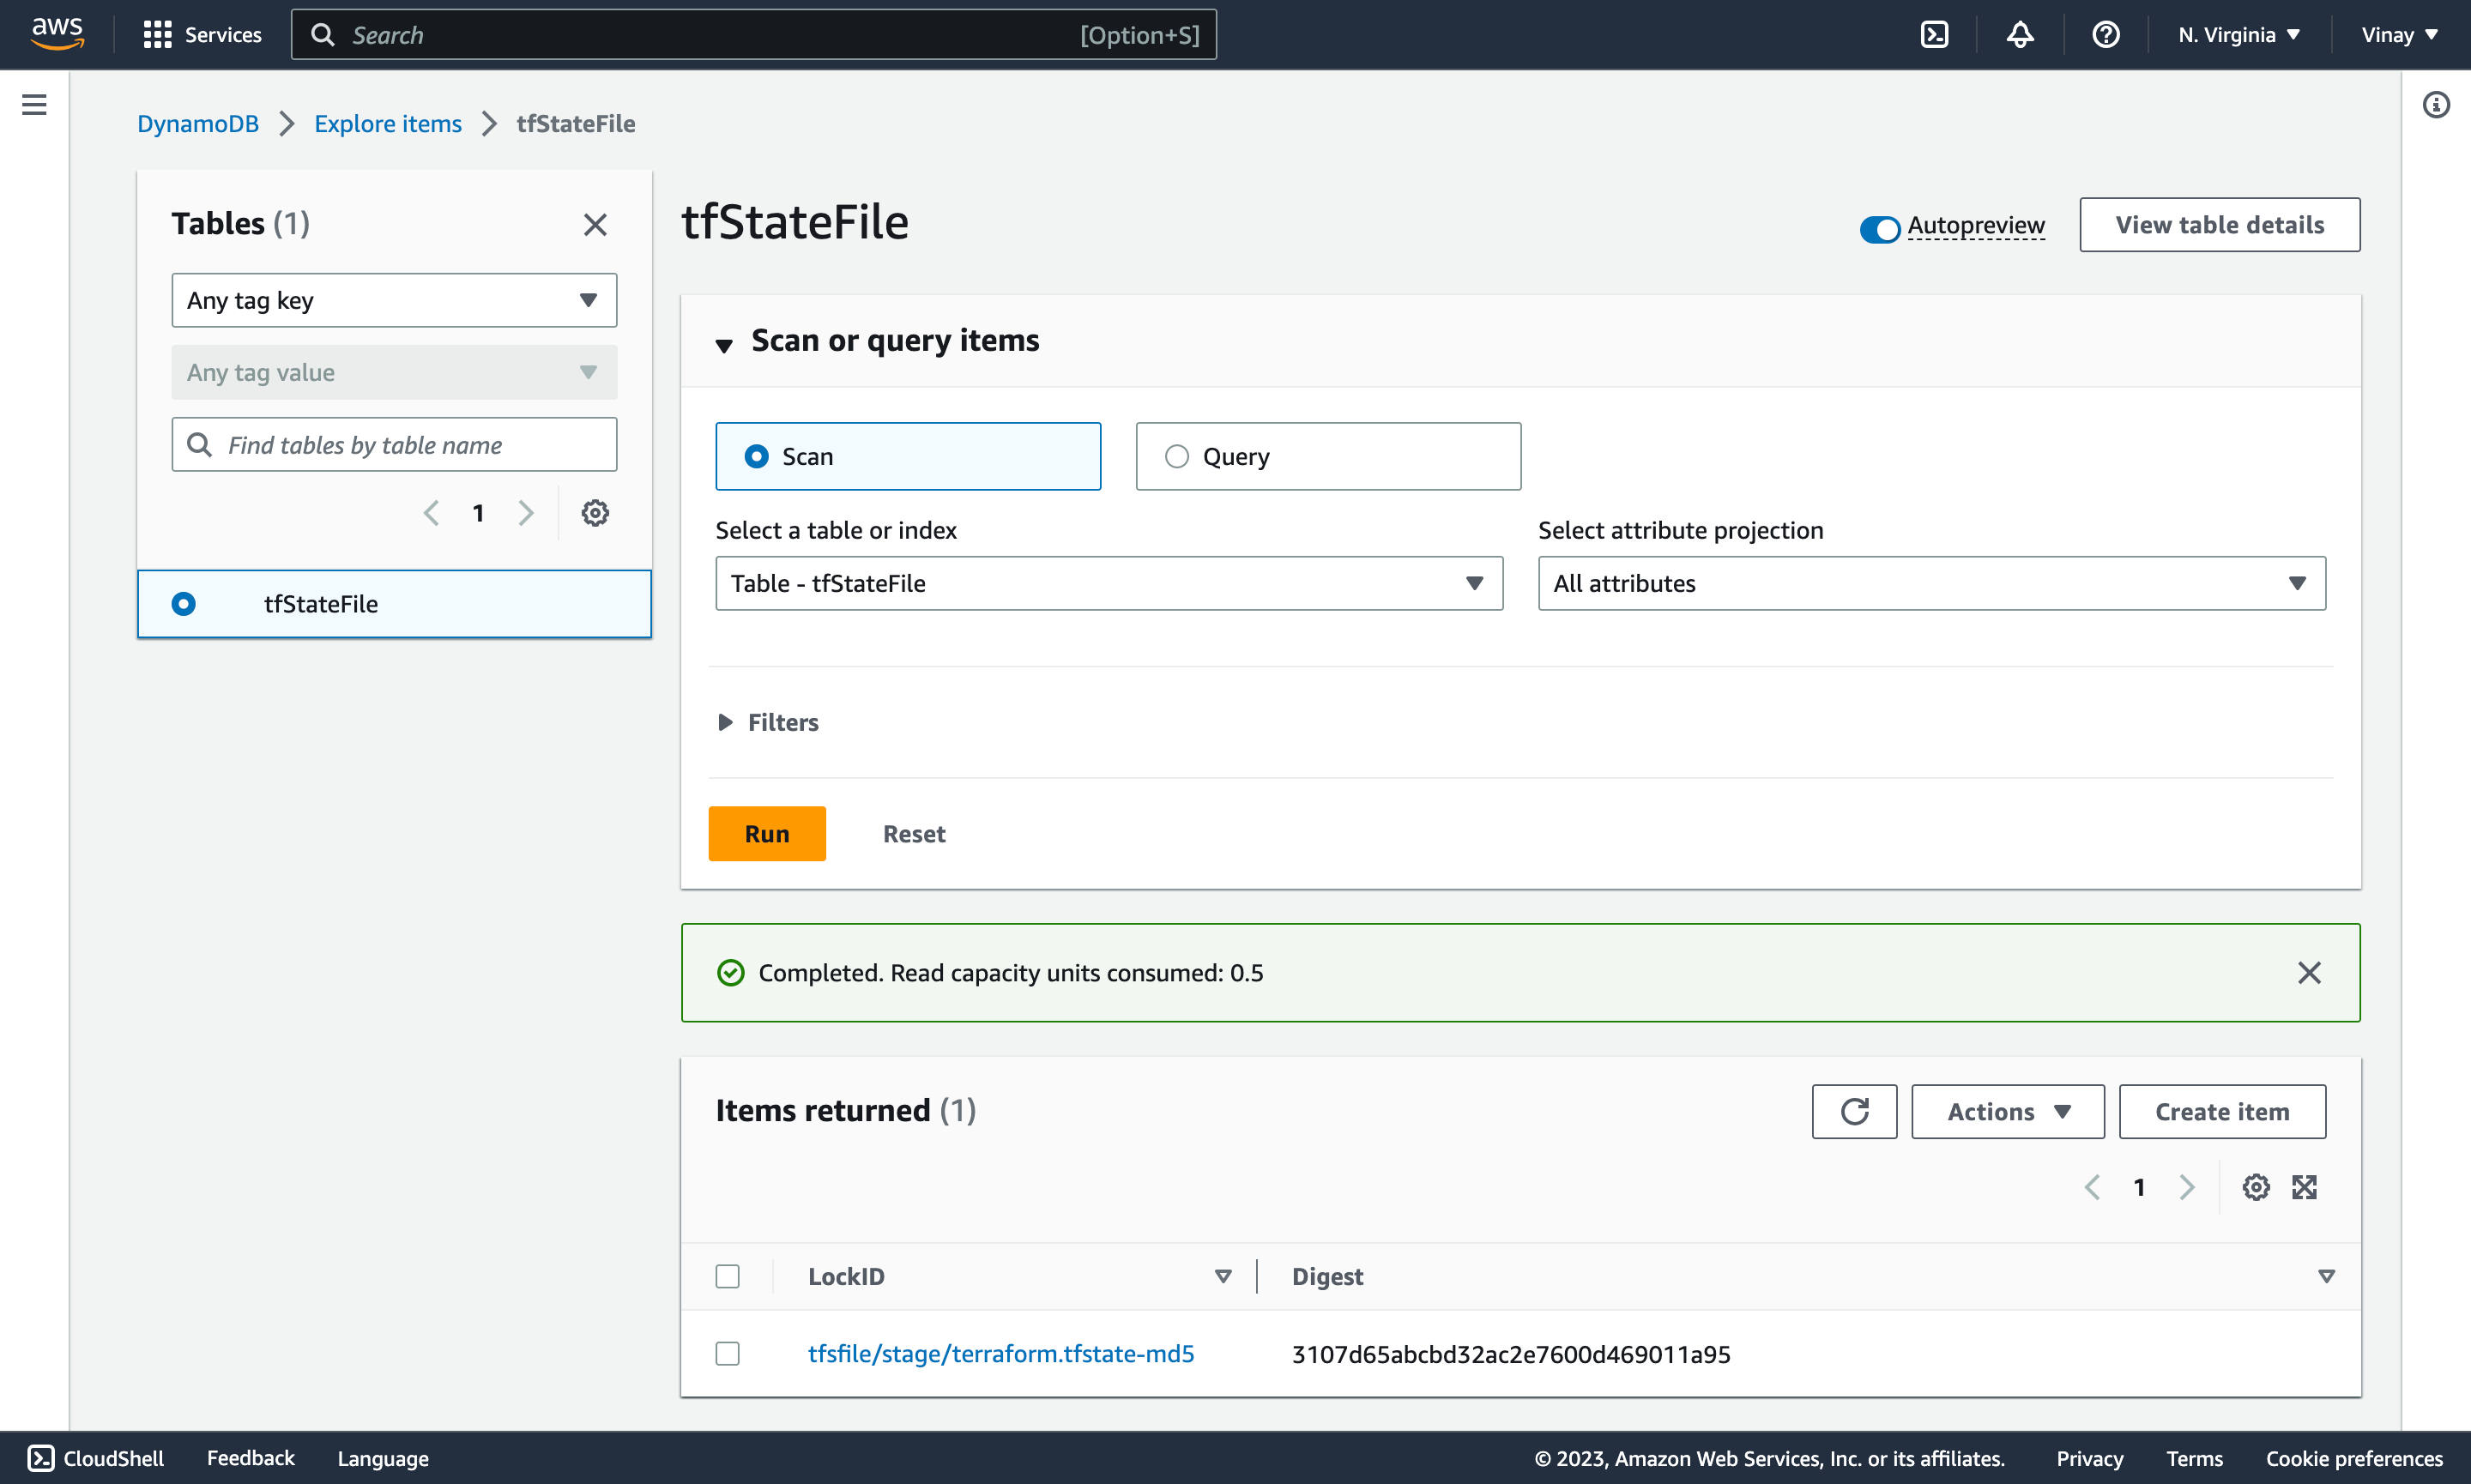 aws Services Search [Option+S] N. Virginia Vinay
DynamoDB Explore items tfStateFile
Tables (1)
Any tag key
Any tag value
Find tables by table name
1
tfStateFile
tfStateFile
Autopreview View table details
Scan or query items
Scan Query
Select a table or index Select attribute projection
Table - tfStateFile All attributes
Filters
Run Reset
Completed. Read capacity units consumed: 0.5
Items returned (1)
Actions Create item
1
LockID Digest
tfsfile/stage/terraform.tfstate-md5 3107d65abcbd32ac2e7600d469011a95
CloudShell Feedback Language © 2023, Amazon Web Services, Inc. or its affiliates. Privacy Terms Cookie preferences